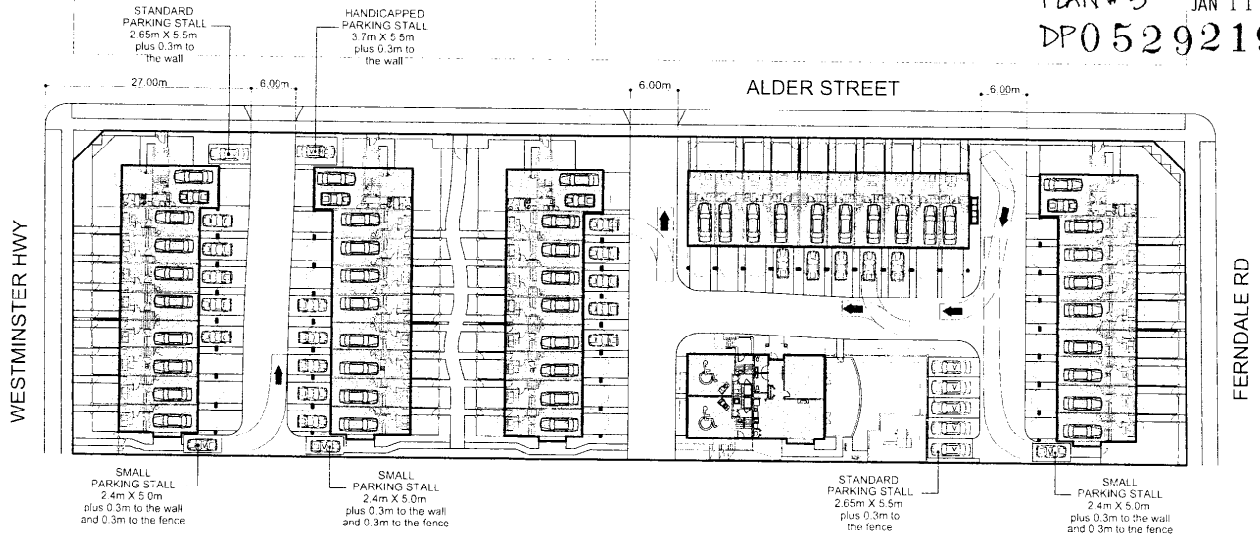 PLAN # 3 JAN 11
DP 0529219
STANDARD
PARKING STALL
2.65m X 5.5m
plus 0.3m to
the wall
HANDICAPPED
PARKING STALL
3.7m X 5.5m
plus 0.3m to
the wall
27.00m
6.00m
6.00m
ALDER STREET
6.00m
WESTMINSTER HWY
FERNDALE RD
SMALL
PARKING STALL
2.4m X 5.0m
plus 0.3m to the wall
and 0.3m to the fence
SMALL
PARKING STALL
2.4m X 5.0m
plus 0.3m to the wall
and 0.3m to the fence
STANDARD
PARKING STALL
2.65m X 5.5m
plus 0.3m to
the fence
SMALL
PARKING STALL
2.4m X 5.0m
plus 0.3m to the wall
and 0.3m to the fence